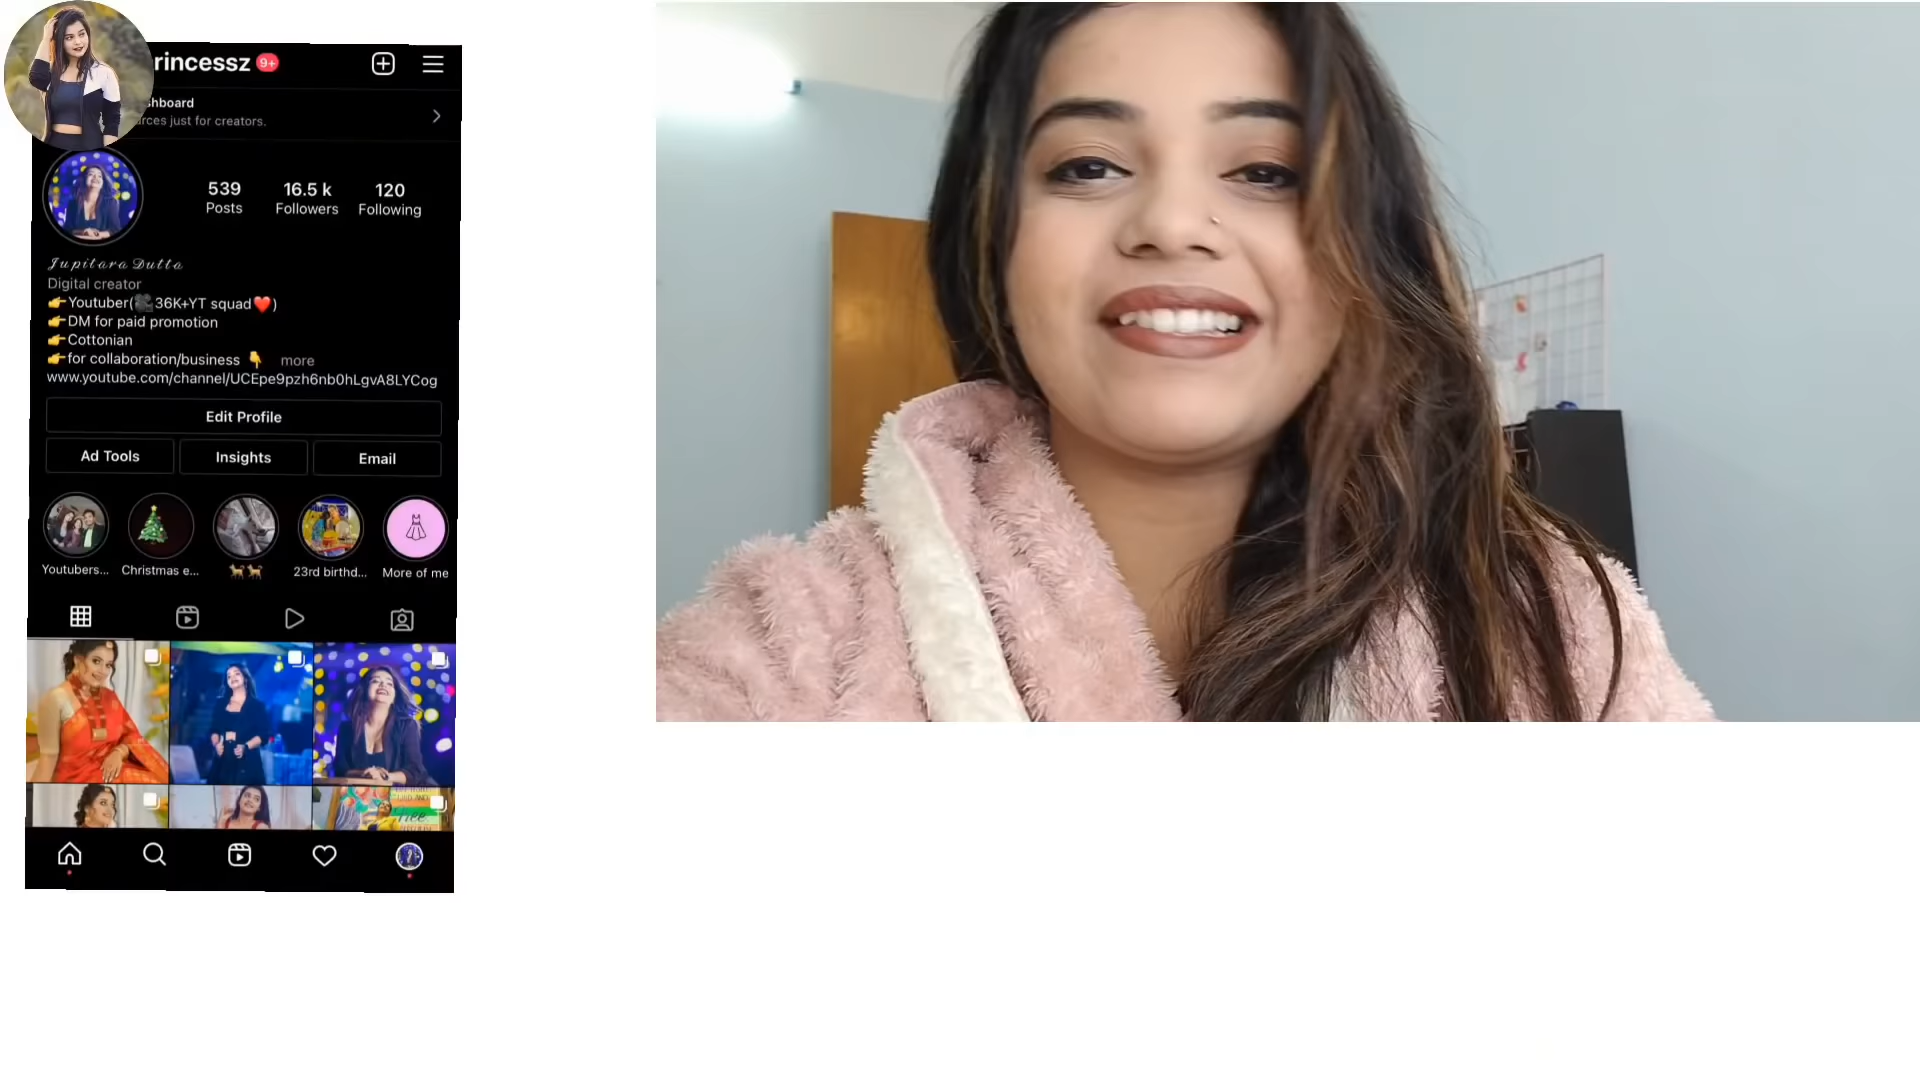 rincessz 9+
shboard
rces just for creators.
539 16.5 k 120
Posts Followers Following
Jupitara Dutta
Digital creator
👉Youtuber(🎥36K+YT squad❤️)
👉DM for paid promotion
👉Cottonian
👉for collaboration/business 👇 more
www.youtube.com/channel/UCEpe9pzh6nb0hLgvA8LYCog
Edit Profile
Ad Tools Insights Email
Youtubers... Christmas e... 🐕🐕 23rd birthd... More of me